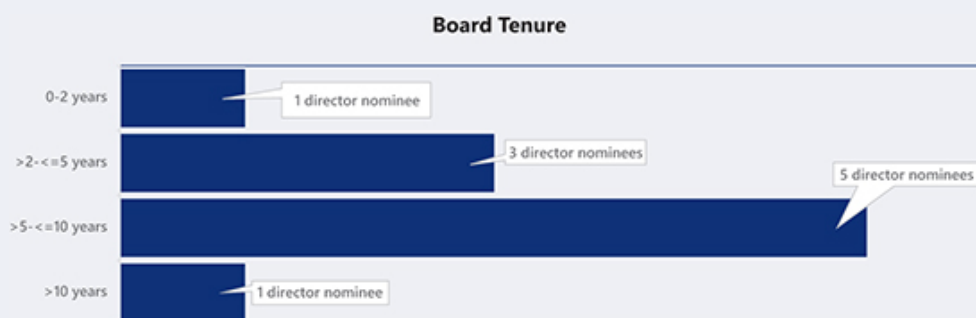 Board Tenure
0-2 years
1 director nominee
>2-<=5 years
3 director nominees
>5-<=10 years
5 director nominees
>10 years
1 director nominee